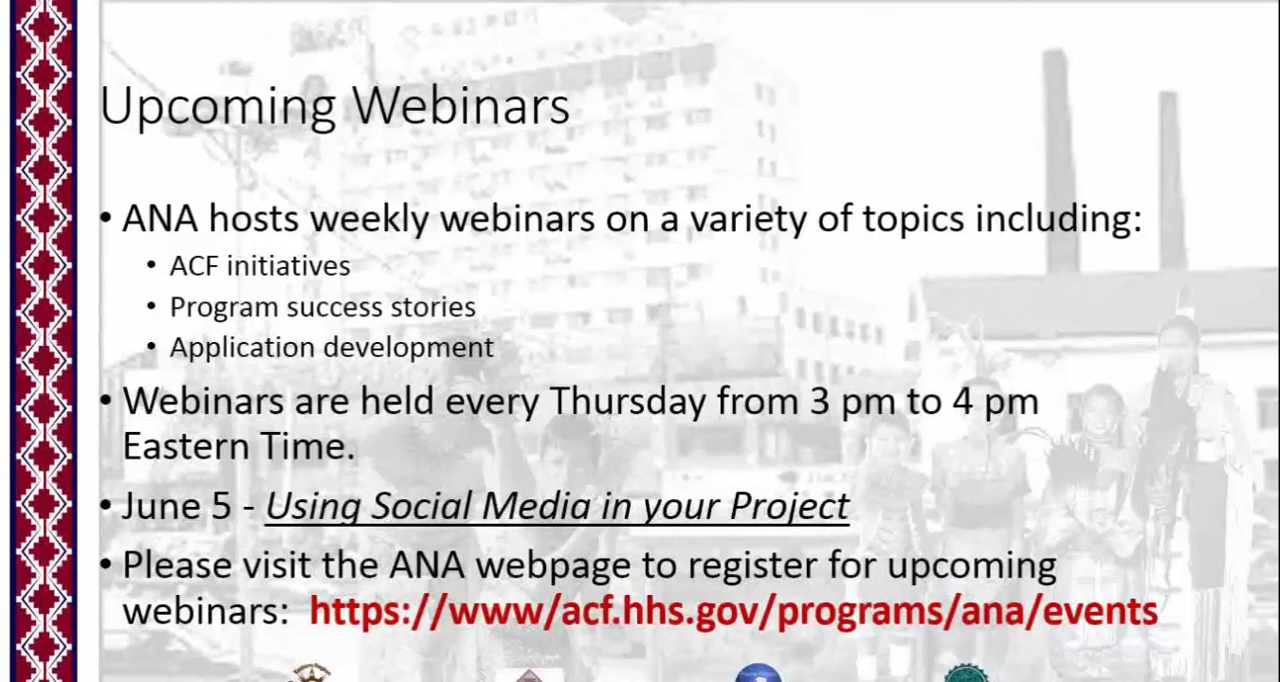 Upcoming Webinars
• ANA hosts weekly webinars on a variety of topics including:
• ACF initiatives
• Program success stories
• Application development
• Webinars are held every Thursday from 3 pm to 4 pm
Eastern Time.
• June 5 - Using Social Media in your Project
• Please visit the ANA webpage to register for upcoming
webinars: https://www/acf.hhs.gov/programs/ana/events